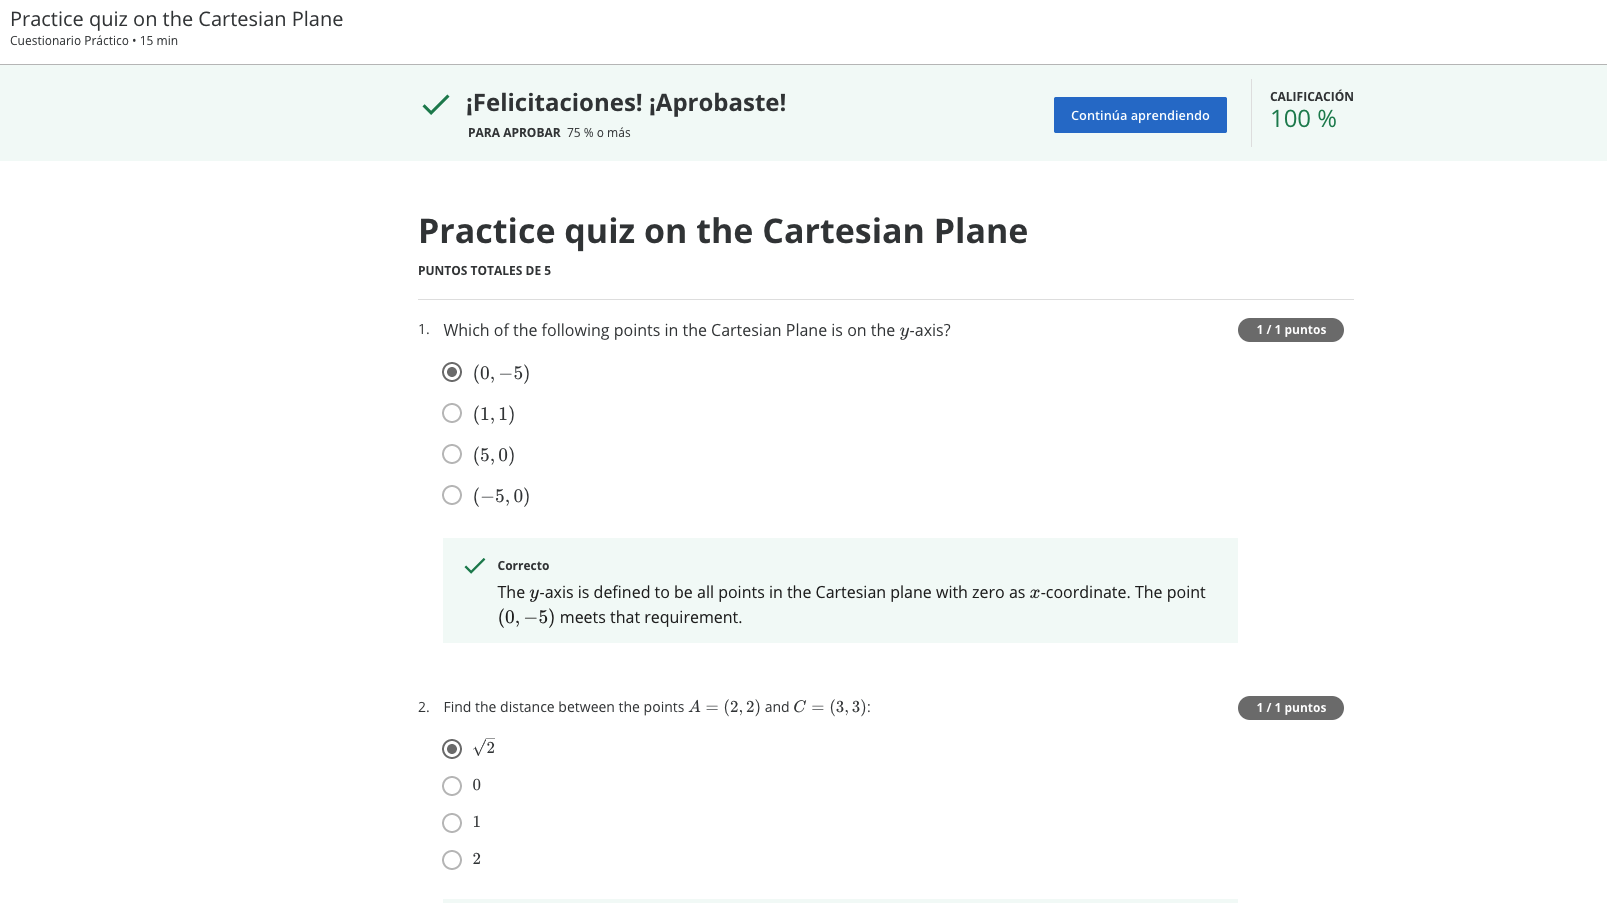 Practice quiz on the Cartesian Plane
Cuestionario Práctico • 15 min
¡Felicitaciones! ¡Aprobaste!
PARA APROBAR 75 % o más
Continúa aprendiendo
CALIFICACIÓN
100 %
Practice quiz on the Cartesian Plane
PUNTOS TOTALES DE 5
1. Which of the following points in the Cartesian Plane is on the y-axis?
1 / 1 puntos
(0, −5)
(1, 1)
(5, 0)
(−5, 0)
Correcto
The y-axis is defined to be all points in the Cartesian plane with zero as x-coordinate. The point
(0, −5) meets that requirement.
2. Find the distance between the points A = (2, 2) and C = (3, 3):
1 / 1 puntos
√2
0
1
2